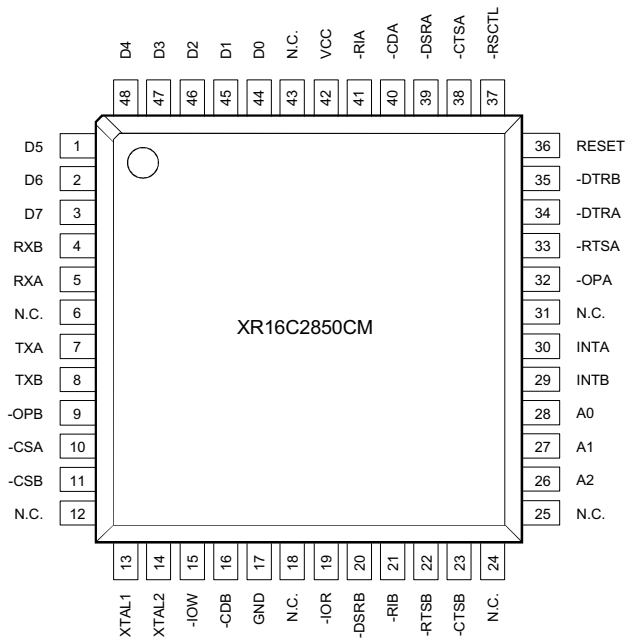 D4 D3 D2 D1 D0 N.C. VCC -RIA -CDA -DSRA -CTSA -RSCTL
48 47 46 45 44 43 42 41 40 39 38 37
D5 1 36 RESET
D6 2 35 -DTRB
D7 3 34 -DTRA
RXB 4 33 -RTSA
RXA 5 32 -OPA
N.C. 6 31 N.C.
XR16C2850CM
TXA 7 30 INTA
TXB 8 29 INTB
-OPB 9 28 A0
-CSA 10 27 A1
-CSB 11 26 A2
N.C. 12 25 N.C.
13 14 15 16 17 18 19 20 21 22 23 24
XTAL1 XTAL2 -IOW -CDB GND N.C. -IOR -DSRB -RIB -RTSB -CTSB N.C.